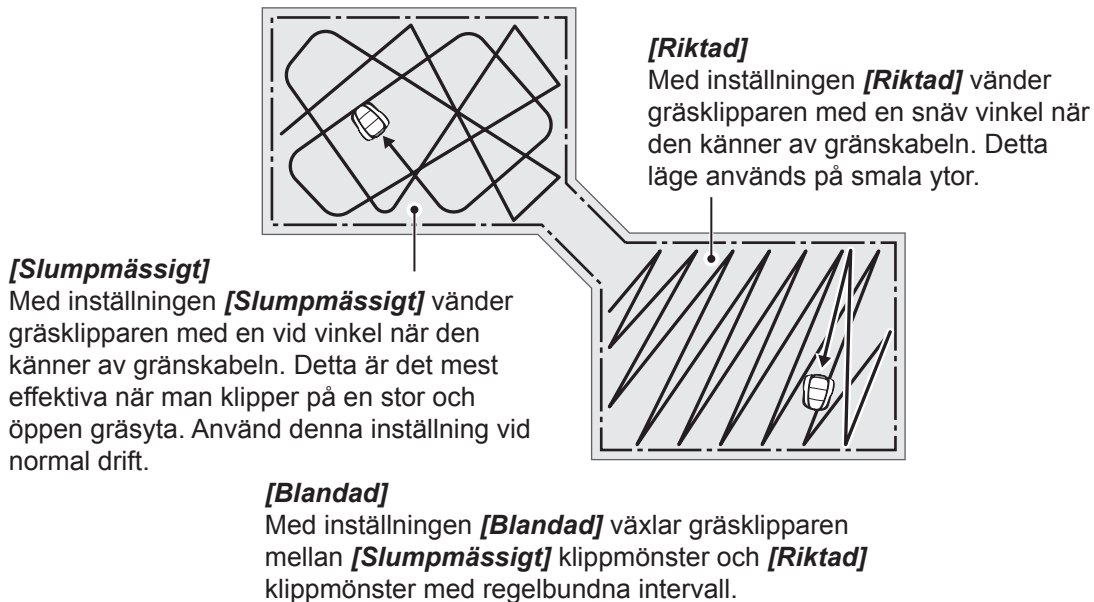 [Riktad]
Med inställningen [Riktad] vänder
gräsklipparen med en snäv vinkel när
den känner av gränskabeln. Detta
läge används på smala ytor.
[Slumpmässigt]
Med inställningen [Slumpmässigt] vänder
gräsklipparen med en vid vinkel när den
känner av gränskabeln. Detta är det mest
effektiva när man klipper på en stor och
öppen gräsyta. Använd denna inställning vid
normal drift.
[Blandad]
Med inställningen [Blandad] växlar gräsklipparen
mellan [Slumpmässigt] klippmönster och [Riktad]
klippmönster med regelbundna intervall.